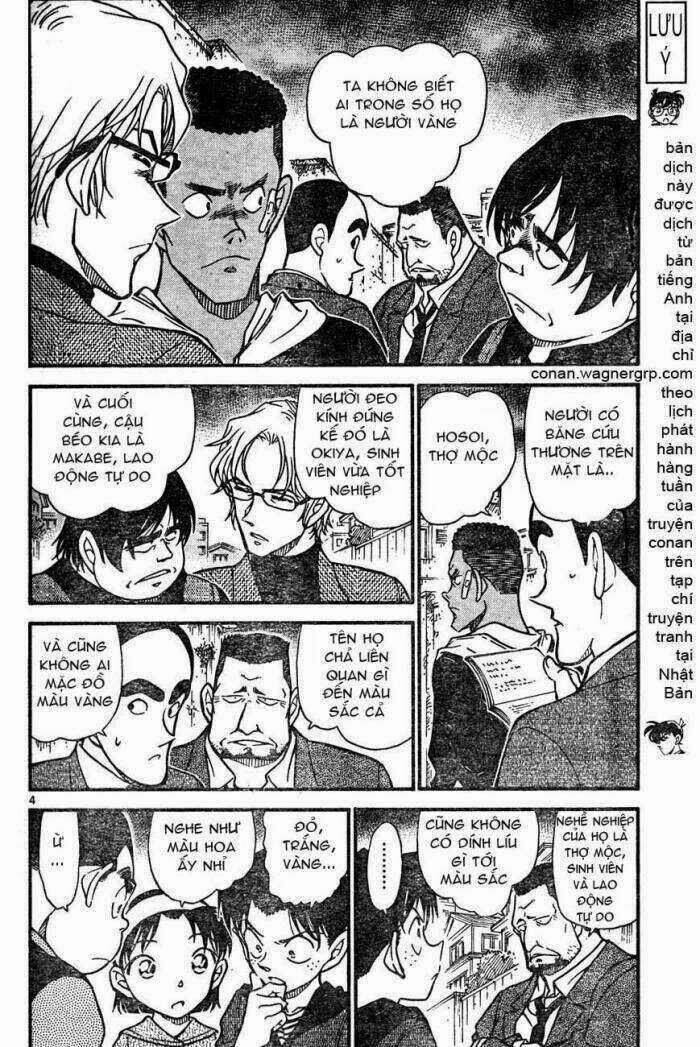 TA KHÔNG BIẾT
AI TRONG SỐ HỌ
LÀ NGƯỜI VÀNG
LƯU
Ý
bản
dịch
này
được
dịch
từ
bản
tiếng
Anh
tại
địa
chỉ
conan.wagnergrp.com
theo
lịch
phát
hành
hàng
tuần
của
truyện
conan
trên
tạp
chí
truyện
tranh
tại
Nhật
Bản
NGƯỜI CÓ
BĂNG CỨU
THƯƠNG TRÊN
MẶT LÀ..
HOSOI,
THỢ MỘC
NGƯỜI ĐEO
KÍNH ĐỨNG
KẾ ĐÓ LÀ
OKIYA, SINH
VIÊN VỪA TỐT
NGHIỆP
VÀ CUỐI
CÙNG, CẬU
BÉO KIA LÀ
MAKABE, LAO
ĐỘNG TỰ DO
TÊN HỌ
CHẢ LIÊN
QUAN GÌ
ĐẾN MÀU
SẮC CẢ
VÀ CŨNG
KHÔNG AI
MẶC ĐỒ
MÀU VÀNG
4
NGHỀ NGHIỆP
CỦA HỌ LÀ
THỢ MỘC,
SINH VIÊN
VÀ LAO
ĐỘNG TỰ
DO
CŨNG KHÔNG
CÓ DÍNH LÍU
GÌ TỚI
MÀU SẮC
........
ĐỎ,
TRẮNG,
VÀNG...
NGHE NHƯ
MÀU HOA
ẤY NHỈ
Ừ
...